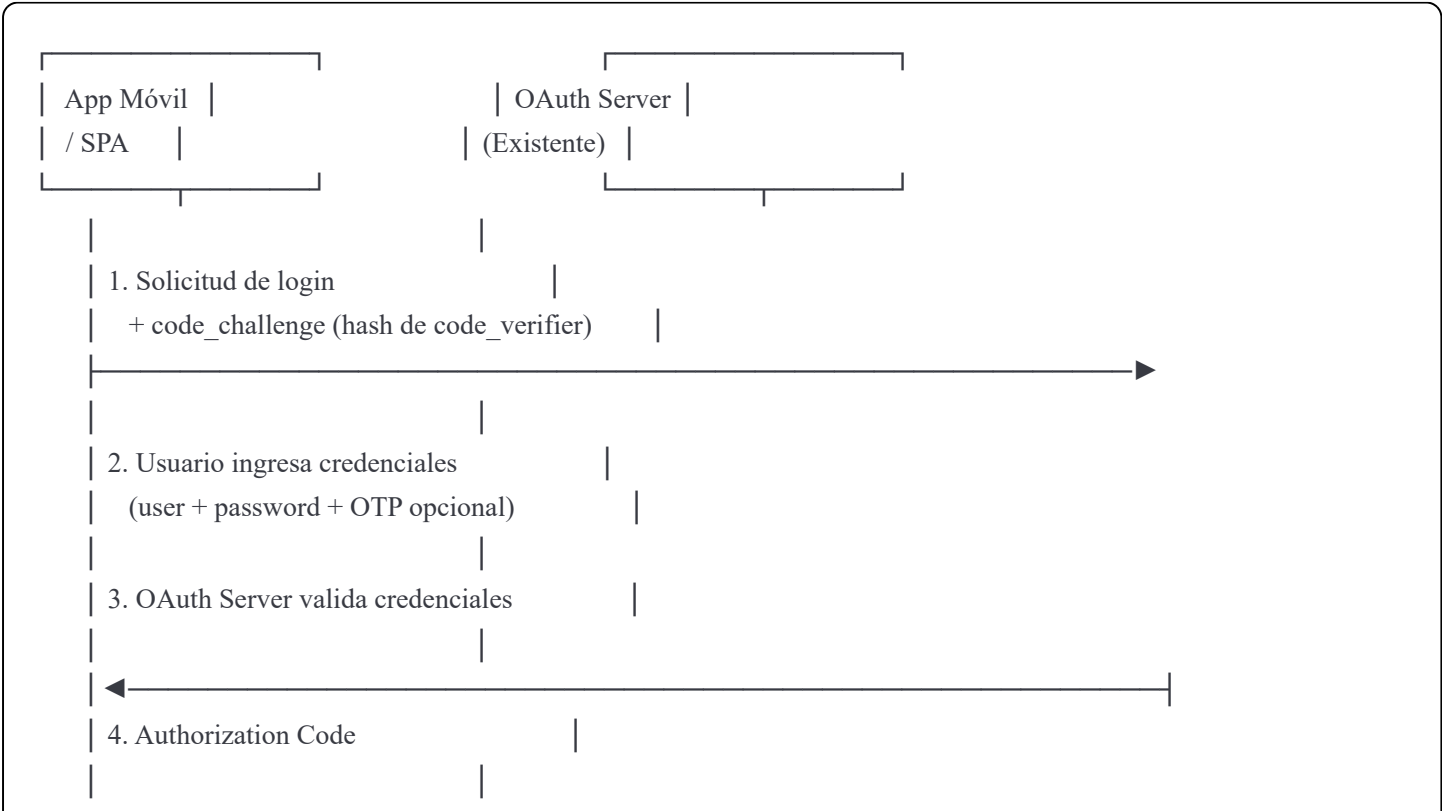 App Móvil OAuth Server
/ SPA (Existente)
1. Solicitud de login
+ code_challenge (hash de code_verifier)
2. Usuario ingresa credenciales
(user + password + OTP opcional)
3. OAuth Server valida credenciales
4. Authorization Code